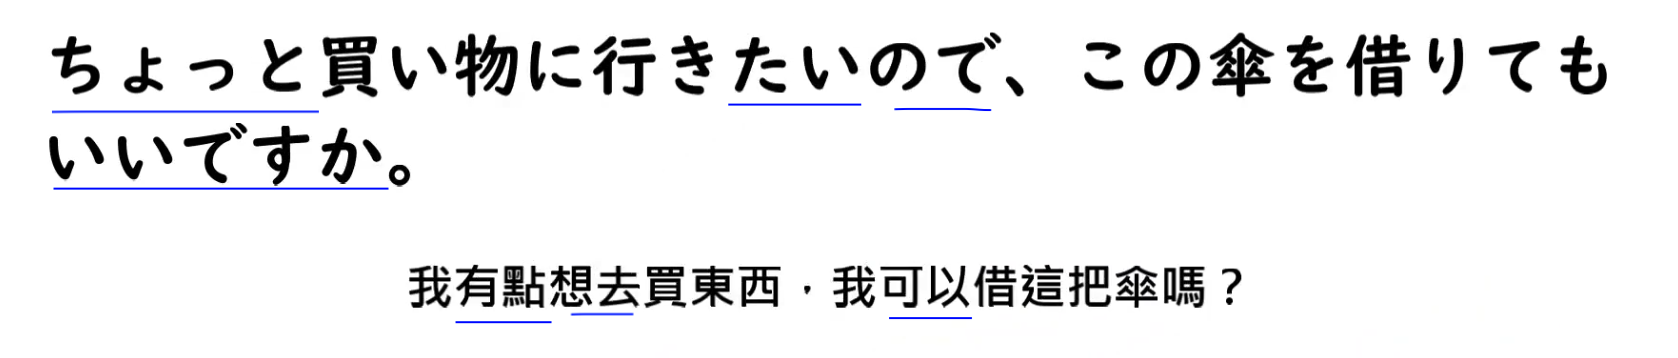 ちょっと買い物に行きたいので、この傘を借りても
いいですか。
我有點想去買東西，我可以借這把傘嗎？